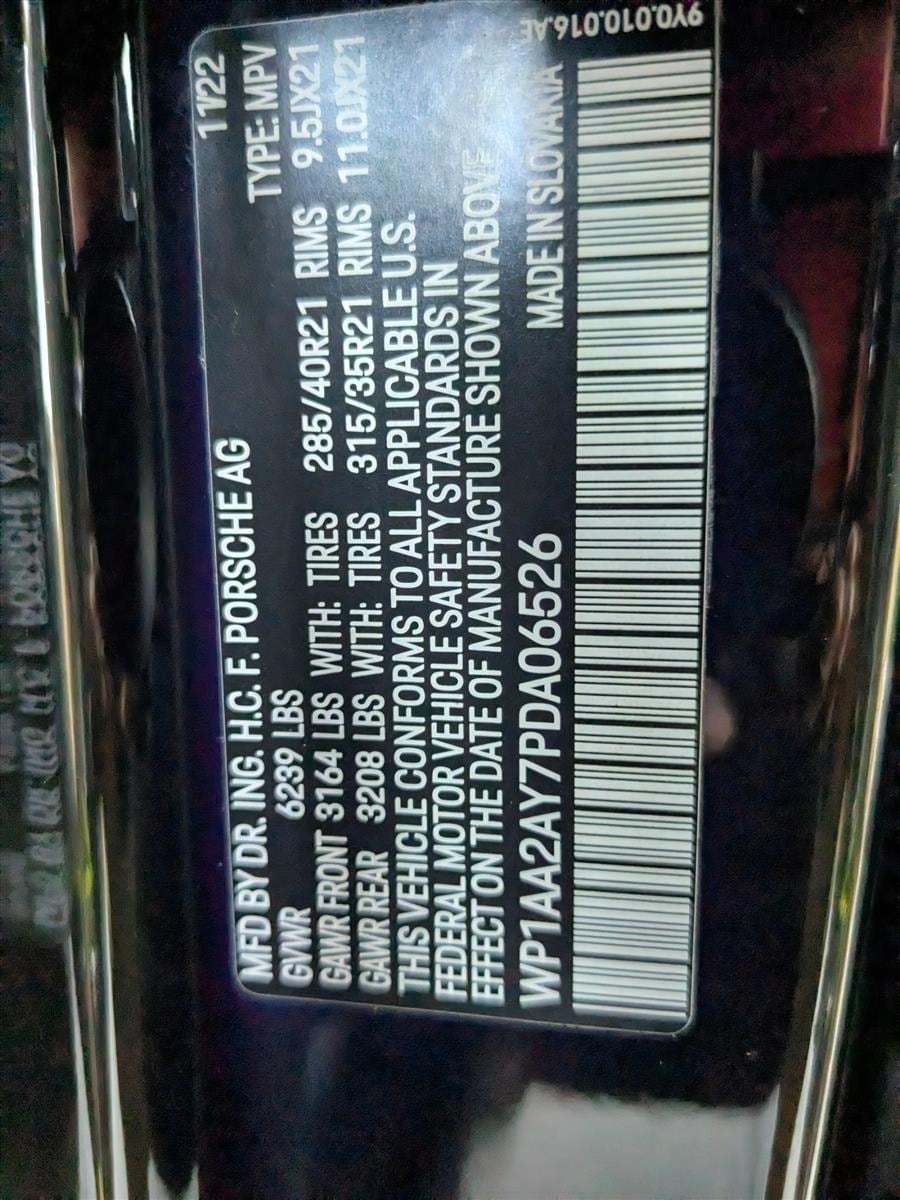 MFD BY DR. ING. H.C. F. PORSCHE AG 11/22
GVWR 6239 LBS TYPE: MPV
GAWR FRONT 3164 LBS WITH: TIRES 285/40R21 RIMS 9.5JX21
GAWR REAR 3208 LBS WITH: TIRES 315/35R21 RIMS 11.0JX21
THIS VEHICLE CONFORMS TO ALL APPLICABLE U.S.
FEDERAL MOTOR VEHICLE SAFETY STANDARDS IN
EFFECT ON THE DATE OF MANUFACTURE SHOWN ABOVE
WP1AA2AY7PDA06526 MADE IN SLOVAKIA
9Y0.010.016.AE